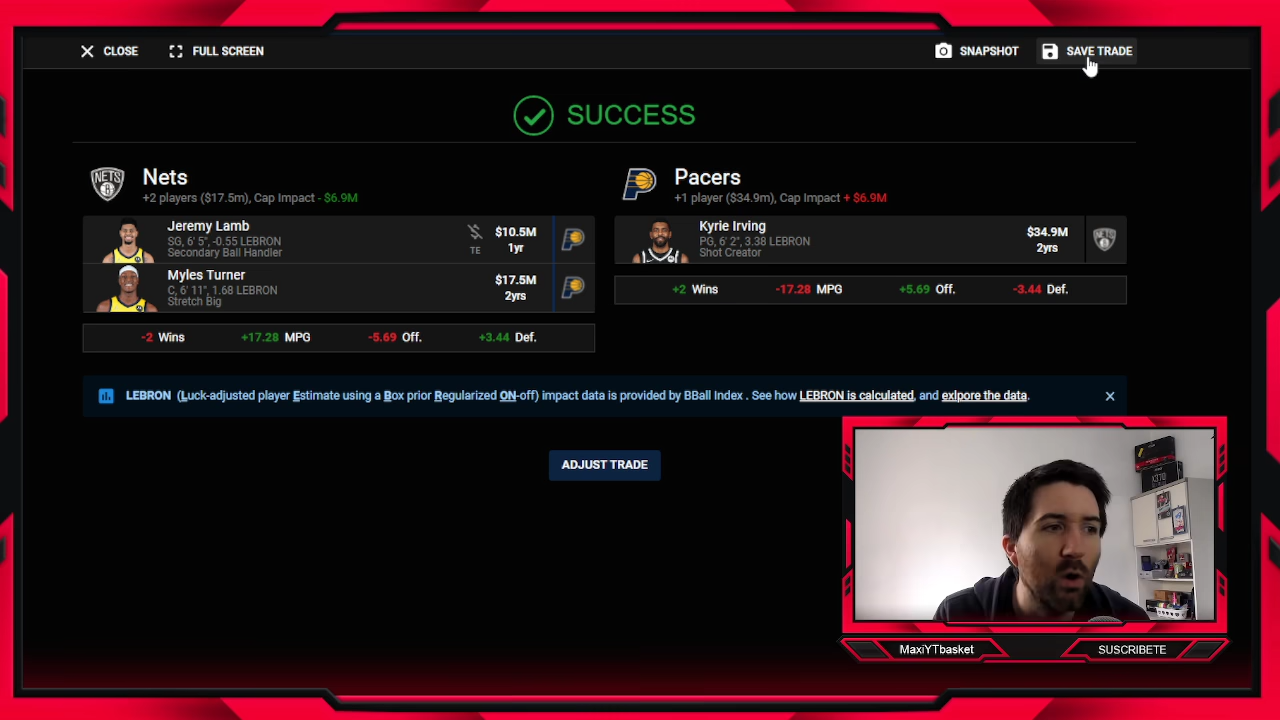 CLOSE FULL SCREEN SNAPSHOT SAVE TRADE
SUCCESS
NETS
Nets
+2 players ($17.5m), Cap Impact - $6.9M
Jeremy Lamb
SG, 6' 5", -0.55 LEBRON
Secondary Ball Handler
TE
$10.5M
1yr
Myles Turner
C, 6' 11", 1.68 LEBRON
Stretch Big
$17.5M
2yrs
-2 Wins +17.28 MPG -5.69 Off. +3.44 Def.
Pacers
+1 player ($34.9m), Cap Impact + $6.9M
Kyrie Irving
PG, 6' 2", 3.38 LEBRON
Shot Creator
$34.9M
2yrs
+2 Wins -17.28 MPG +5.69 Off. -3.44 Def.
LEBRON (Luck-adjusted player Estimate using a Box prior Regularized ON-off) impact data is provided by BBall Index . See how LEBRON is calculated, and exlpore the data.
ADJUST TRADE
X370
MaxiYTbasket SUSCRIBETE